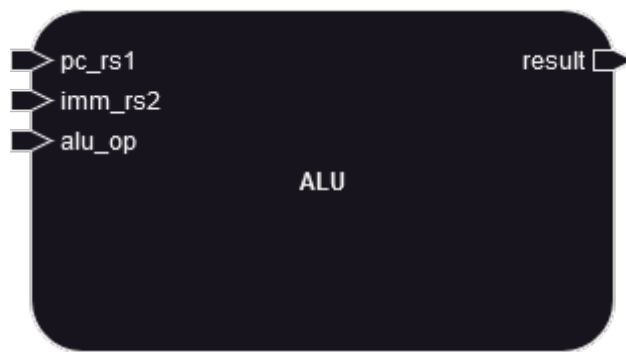 pc_rs1
result
imm_rs2
alu_op
ALU